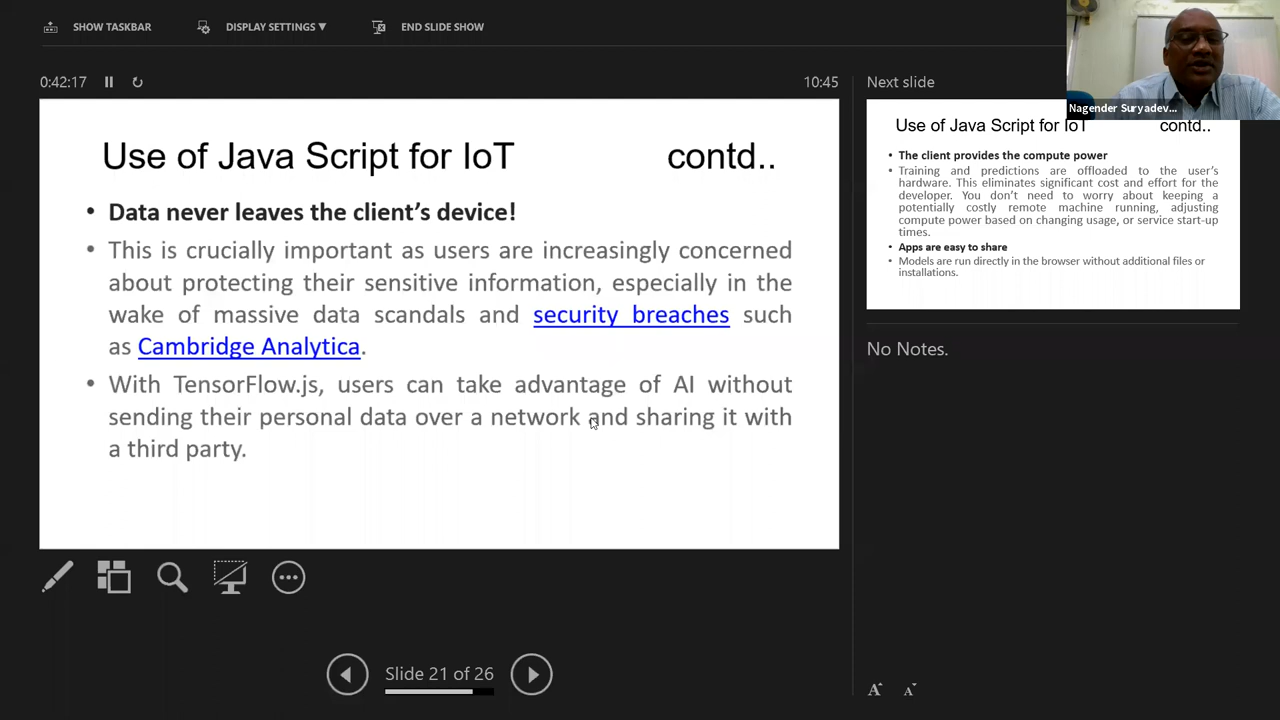 SHOW TASKBAR DISPLAY SETTINGS ▼ END SLIDE SHOW
0:42:17 10:45
Use of Java Script for IoT contd..
• Data never leaves the client's device!
• This is crucially important as users are increasingly concerned
about protecting their sensitive information, especially in the
wake of massive data scandals and security breaches such
as Cambridge Analytica.
• With TensorFlow.js, users can take advantage of AI without
sending their personal data over a network and sharing it with
a third party.
Slide 21 of 26
Next slide
Nagender Suryadev...
Use of Java Script for IoT contd..
• The client provides the compute power
• Training and predictions are offloaded to the user's
hardware. This eliminates significant cost and effort for the
developer. You don't need to worry about keeping a
potentially costly remote machine running, adjusting
compute power based on changing usage, or service start-up
times.
• Apps are easy to share
• Models are run directly in the browser without additional files or
installations.
No Notes.
A A